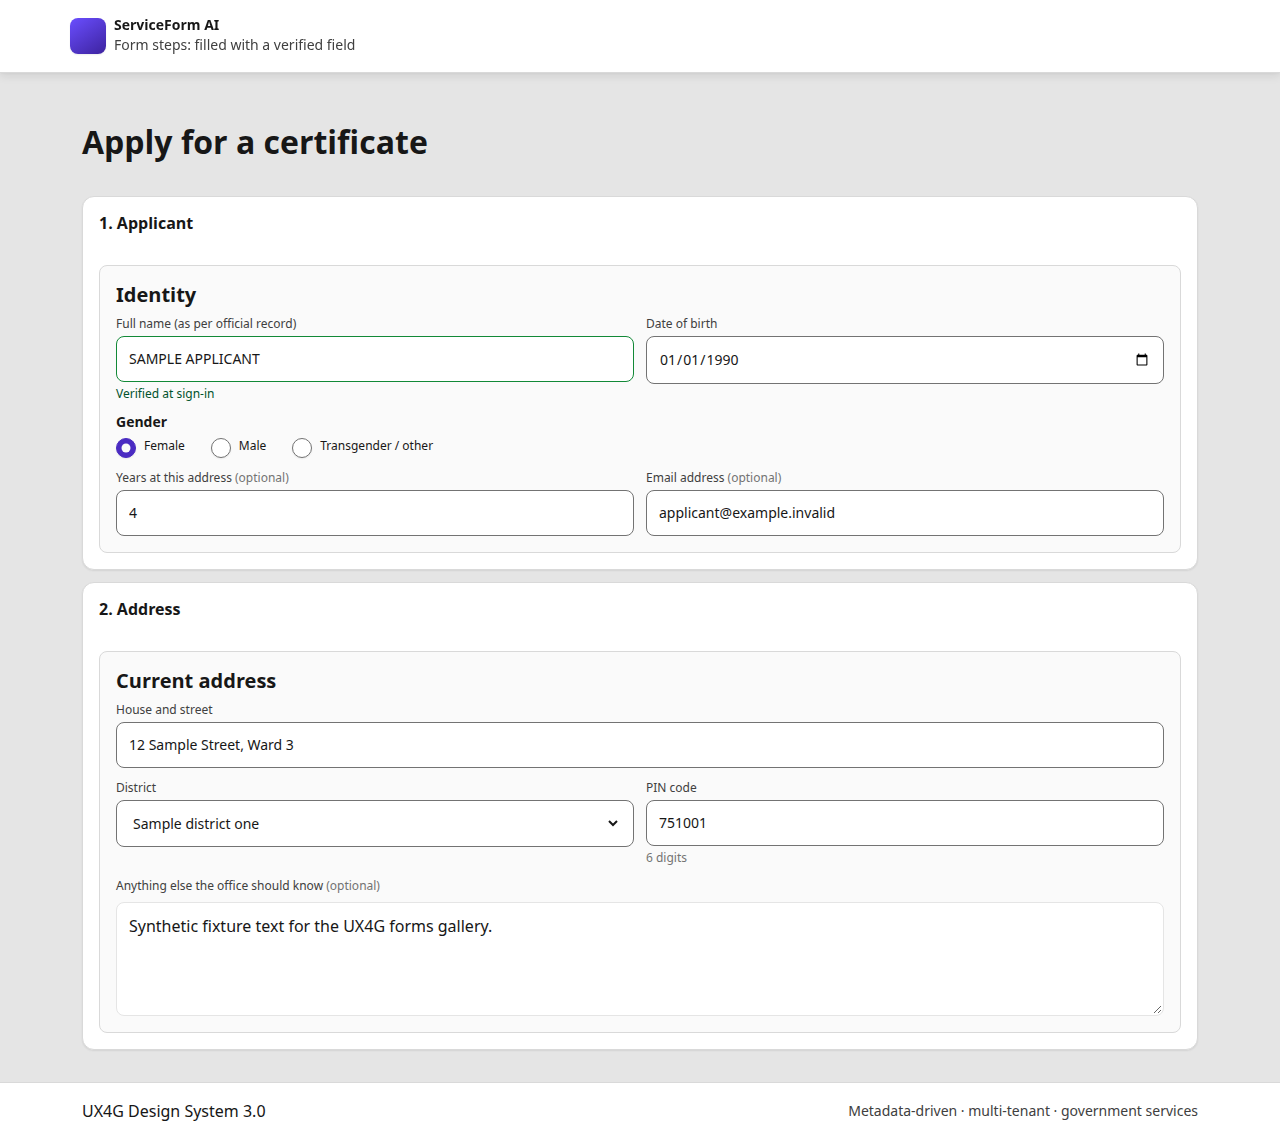 ServiceForm AI
Form steps: filled with a verified field
Apply for a certificate
1. Applicant
Identity
Full name (as per official record)
Date of birth
SAMPLE APPLICANT
01/01/1990
Verified at sign-in
Gender
Female
Male
Transgender / other
Years at this address (optional)
Email address (optional)
4
applicant@example.invalid
2. Address
Current address
House and street
12 Sample Street, Ward 3
District
PIN code
Sample district one
751001
6 digits
Anything else the office should know (optional)
Synthetic fixture text for the UX4G forms gallery.
UX4G Design System 3.0
Metadata-driven · multi-tenant · government services